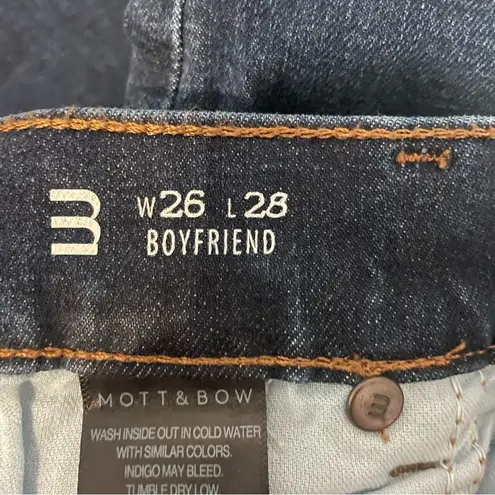 W26 L28
BOYFRIEND
MOTT & BOW
WASH INSIDE OUT IN COLD WATER
WITH SIMILAR COLORS.
INDIGO MAY BLEED.
TUMBLE DRY LOW